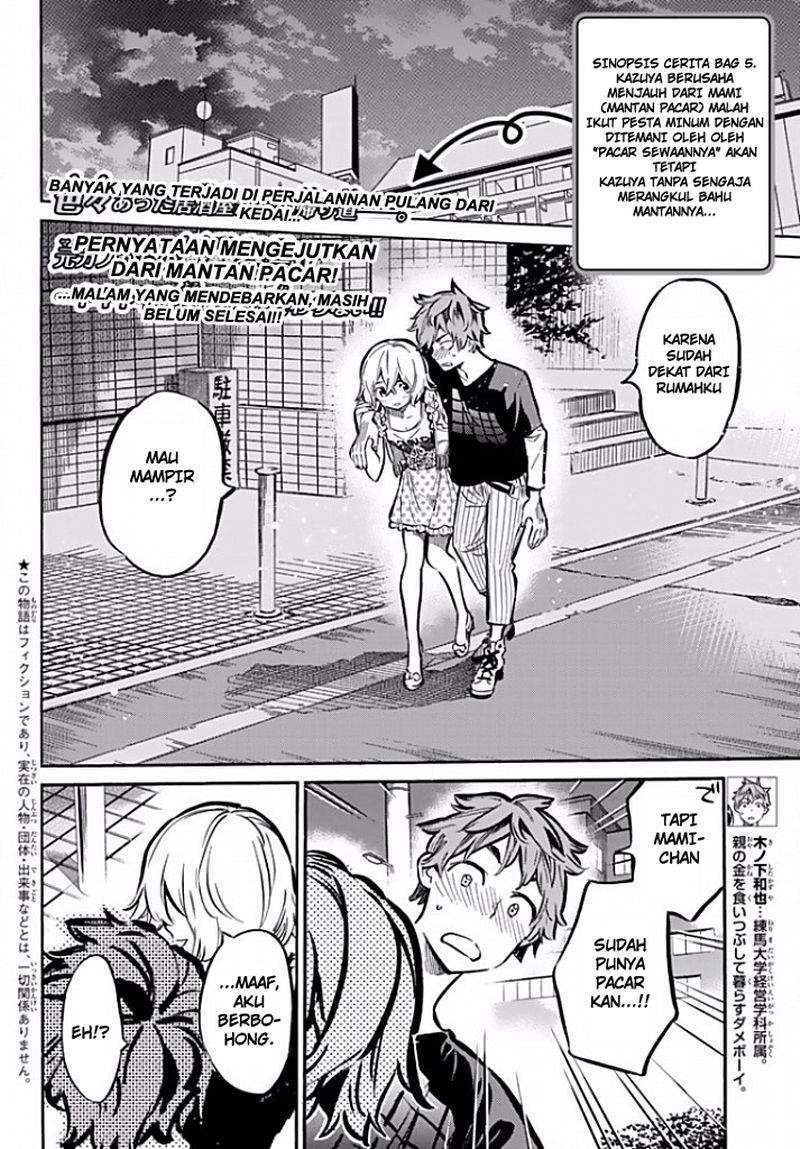 SINOPSIS CERITA BAG 5.
KAZUYA BERUSAHA
MENJAUH DARI MAMI
(MANTAN PACAR) MALAH
IKUT PESTA MINUM DENGAN
DITEMANI OLEH OLEH
"PACAR SEWAANNYA" AKAN
TETAPI
KAZUYA TANPA SENGAJA
MERANGKUL BAHU
MANTANNYA...
BANYAK YANG TERJADI DI PERJALANNAN PULANG DARI
KEDAI...
PERNYATAAN MENGEJUTKAN
DARI MANTAN PACAR!
...MALAM YANG MENDEBARKAN, MASIH
BELUM SELESAI!!
KARENA
SUDAH
DEKAT DARI
RUMAHKU
MAU
MAMPIR
...?
駐車厳禁
TAPI
MAMI-
CHAN
SUDAH
PUNYA
PACAR
KAN...!!
...MAAF,
AKU
BERBO-
HONG.
EH!?
木ノ下和也…練馬大学経営学科所属。
親の金を食いつぶして暮らすダメボーイ。
★この物語はフィクションであり、実在の人物・団体・出来事などとは、一切関係ありません。